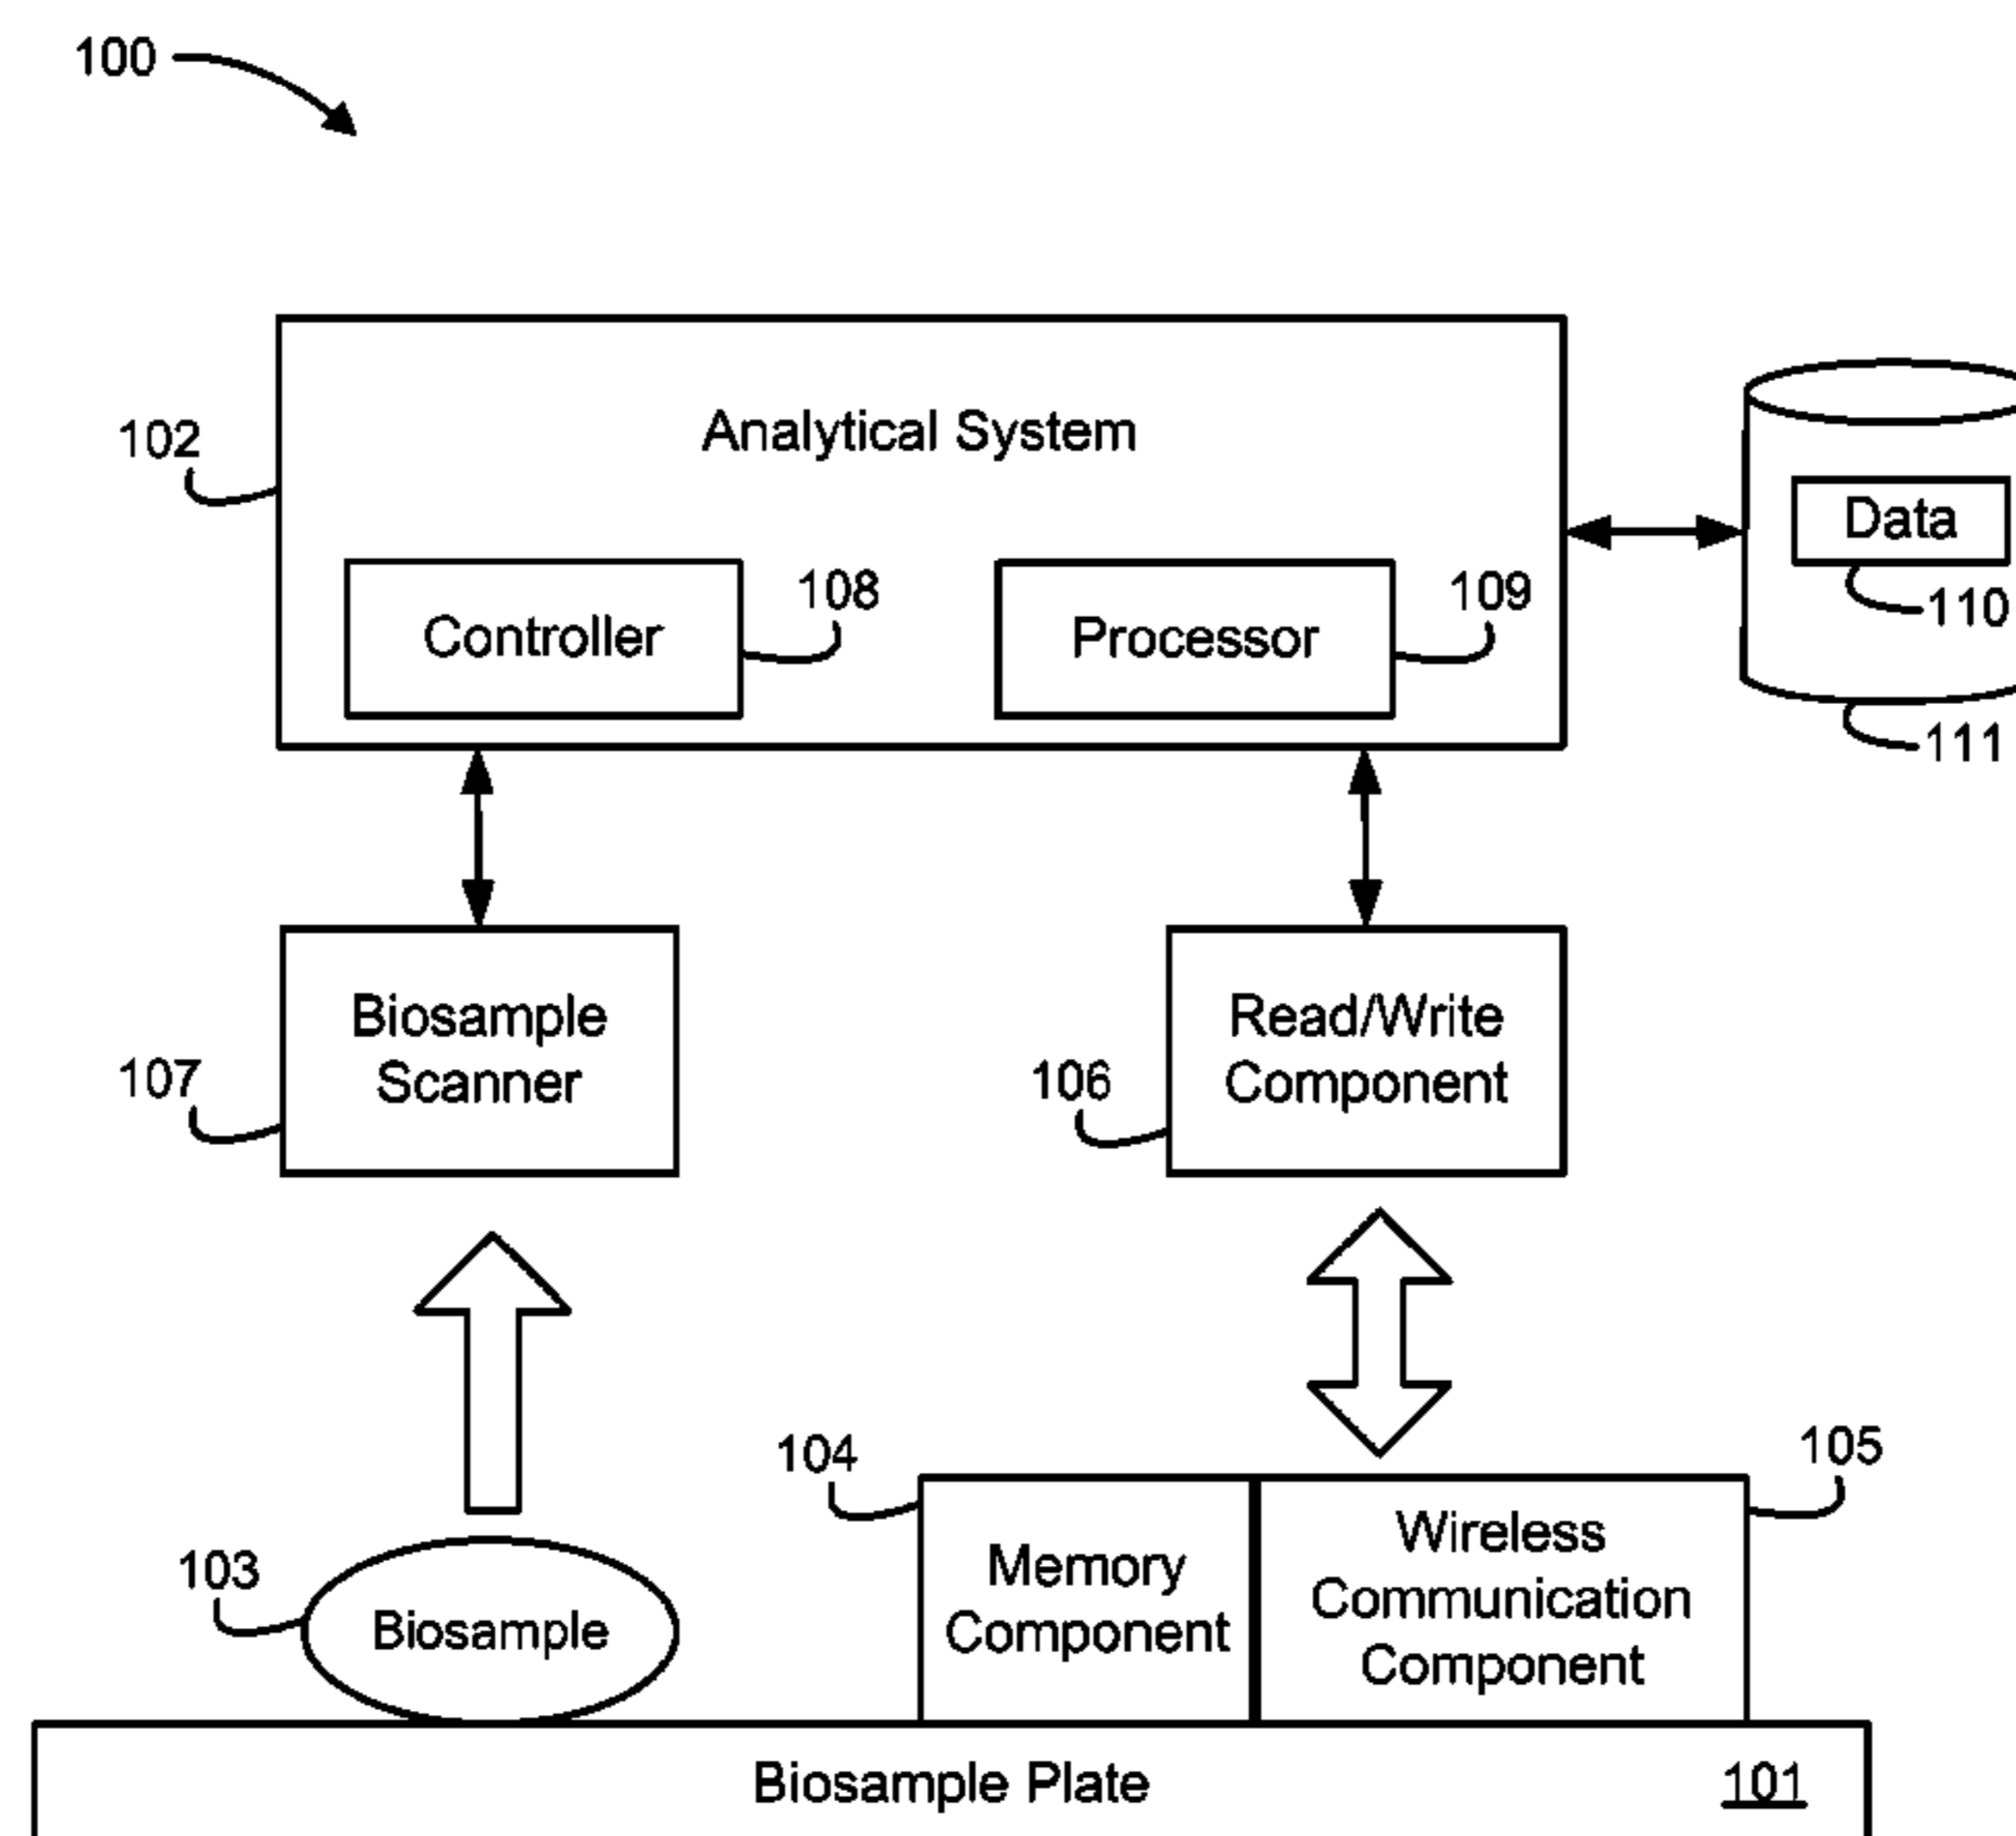 100
Analytical System
102
Data
110
Controller
108
Processor
109
111
Biosample
Scanner
107
Read/Write
Component
106
104
105
Memory
Component
Wireless
Communication
Component
103
Biosample
Biosample Plate
101